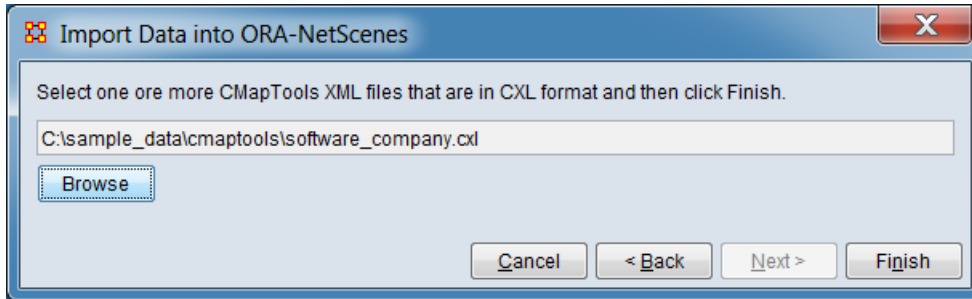 Import Data into ORA-NetScenes
X
Select one ore more CMapTools XML files that are in CXL format and then click Finish.
C:\sample_data\cmaptools\software_company.cxl
Browse
Cancel < Back Next > Finish